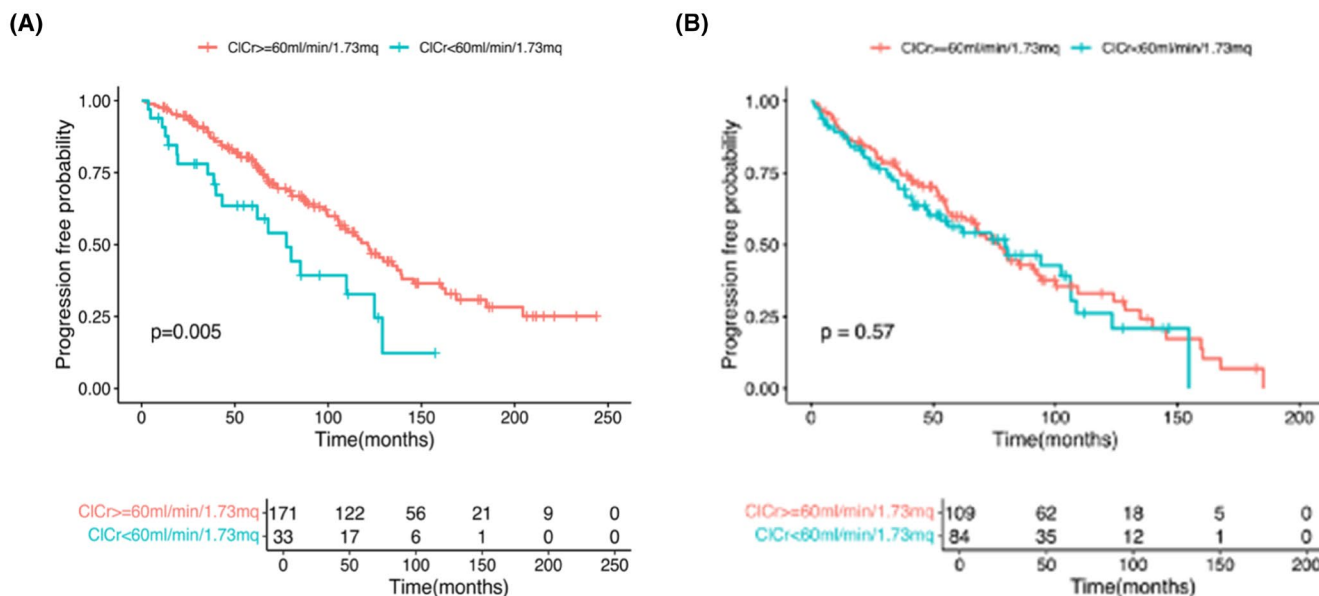 (A)
ClCr>=60ml/min/1.73mq ClCr<60ml/min/1.73mq
Progression free probability
1.00
0.75
0.50
0.25
0.00
p=0.005
0 50 100 150 200 250
Time(months)
ClCr>=60ml/min/1.73mq 171 122 56 21 9 0
ClCr<60ml/min/1.73mq 33 17 6 1 0 0
0 50 100 150 200 250
Time(months)
(B)
ClCr>=60ml/min/1.73mq ClCr<60ml/min/1.73mq
Progression free probability
1.00
0.75
0.50
0.25
0.00
p = 0.57
0 50 100 150 200
Time(months)
ClCr>=60ml/min/1.73mq 109 62 18 5 0
ClCr<60ml/min/1.73mq 84 35 12 1 0
0 50 100 150 200
Time(months)